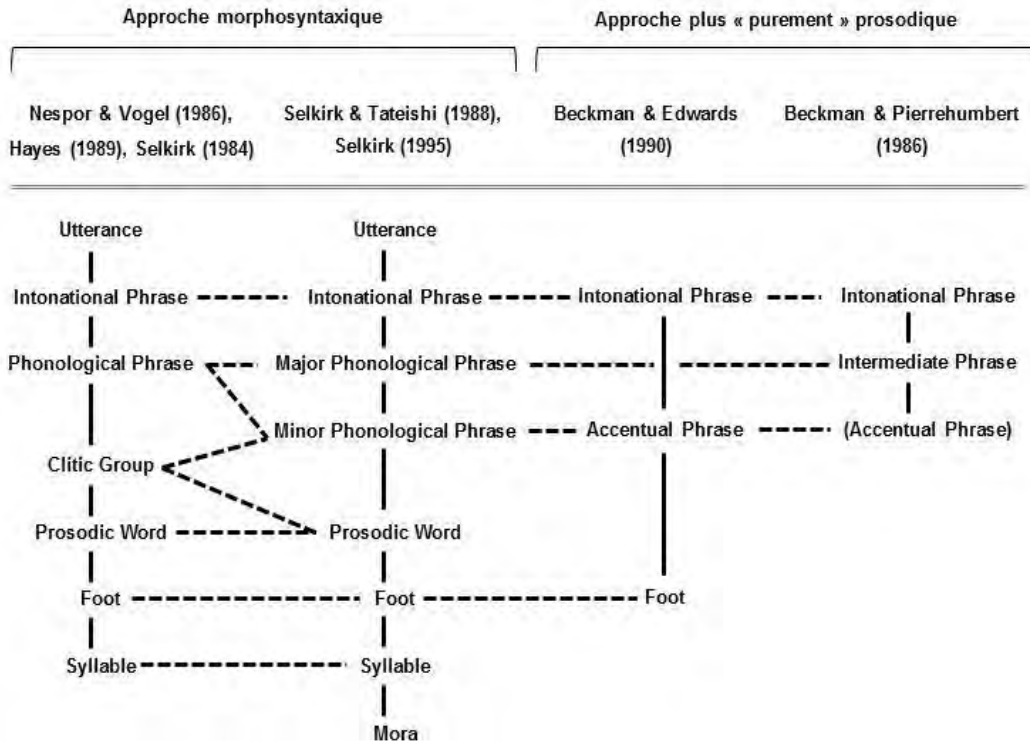 Approche morphosyntaxique
Approche plus « purement » prosodique
Nespor & Vogel (1986),
Hayes (1989), Selkirk (1984)
Selkirk & Tateishi (1988),
Selkirk (1995)
Beckman & Edwards
(1990)
Beckman & Pierrehumbert
(1986)
Utterance
Utterance
Intonational Phrase
Intonational Phrase
Intonational Phrase
Intonational Phrase
Phonological Phrase
Major Phonological Phrase
Intermediate Phrase
Minor Phonological Phrase
Accentual Phrase
(Accentual Phrase)
Clitic Group
Prosodic Word
Prosodic Word
Foot
Foot
Foot
Syllable
Syllable
Mora